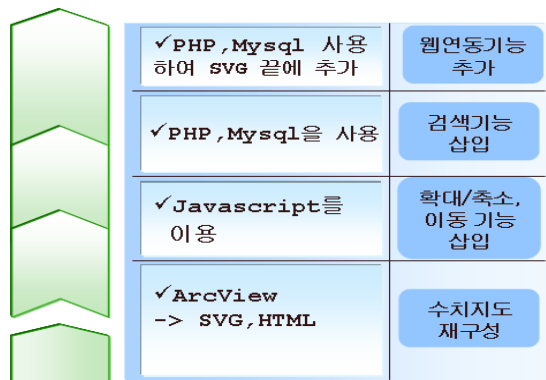 ✓PHP,Mysql 사용
하여 SVG 끝에 추가
웹연동기능
추가
✓PHP,Mysql을 사용
검색기능
삽입
✓Javascript를
이용
확대/축소,
이동 기능
삽입
✓ArcView
-> SVG,HTML
수치지도
재구성